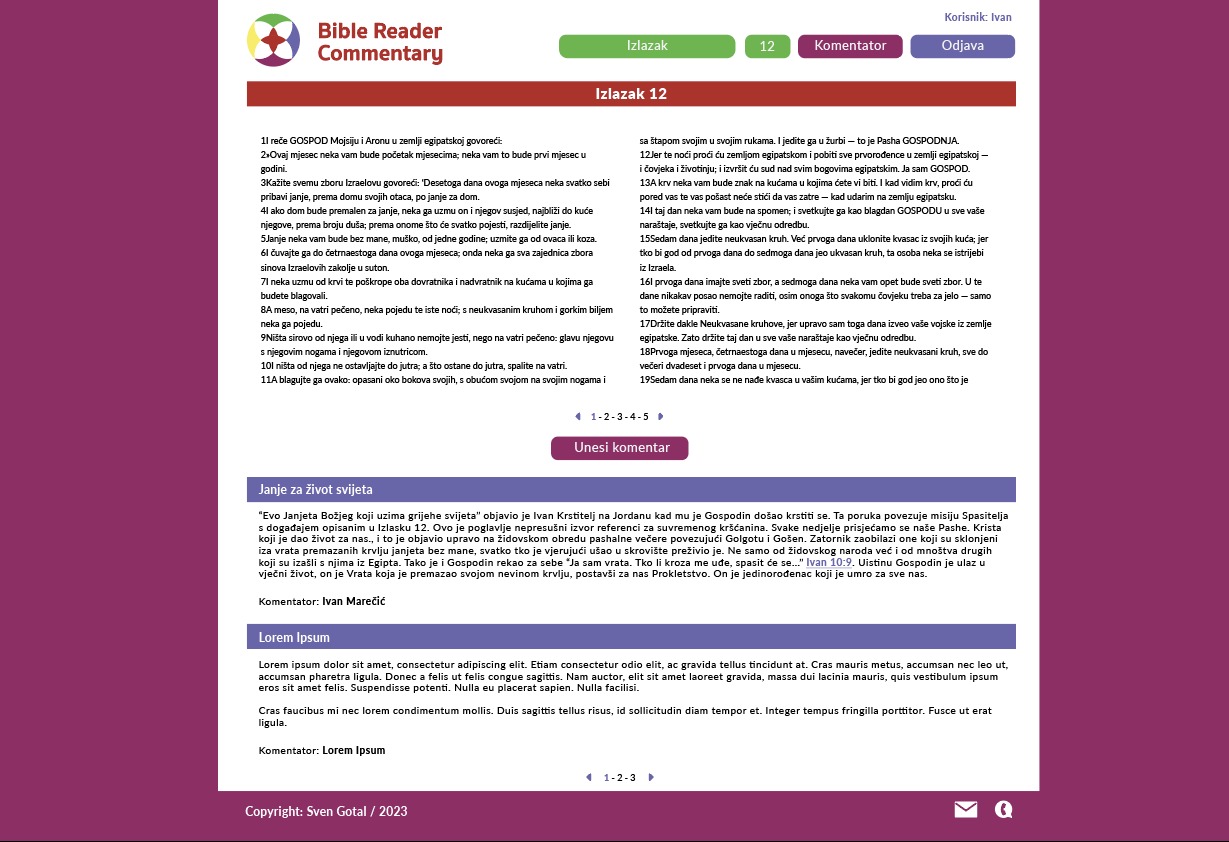 Korisnik: Ivan
Bible Reader
Commentary
Izlazak
12
Komentator
Odjava
Izlazak 12
1I reče GOSPOD Mojsiju i Aronu u zemlji egipatskoj govoreći:
2»Ovaj mjesec neka vam bude početak mjesecima; neka vam to bude prvi mjesec u
godini.
3Kažite svemu zboru Izraelovu govoreći: ‘Desetoga dana ovoga mjeseca neka svatko sebi
pribavi janje, prema domu svojih otaca, po janje za dom.
4I ako dom bude premalen za janje, neka ga uzmu on i njegov susjed, najbliži do kuće
njegove, prema broju duša; prema onome što će svatko pojesti, razdijelite janje.
5Janje neka vam bude bez mane, muško, od jedne godine; uzmite ga od ovaca ili koza.
6I čuvajte ga do četrnaestoga dana ovoga mjeseca; onda neka ga sva zajednica zbora
sinova Izraelovih zakolje u suton.
7I neka uzmu od krvi te poškrope oba dovratnika i nadvratnik na kućama u kojima ga
budete blagovali.
8A meso, na vatri pečeno, neka pojedu te iste noći; s neukvasanim kruhom i gorkim biljem
neka ga pojedu.
9Ništa sirovo od njega ili u vodi kuhano nemojte jesti, nego na vatri pečeno: glavu njegovu
s njegovim nogama i njegovom iznutricom.
10I ništa od njega ne ostavljajte do jutra; a što ostane do jutra, spalite na vatri.
11A blagujte ga ovako: opasani oko bokova svojih, s obućom svojom na svojim nogama i
sa štapom svojim u svojim rukama. I jedite ga u žurbi — to je Pasha GOSPODNJA.
12Jer te noći proći ću zemljom egipatskom i pobiti sve prvorođence u zemlji egipatskoj —
i čovjeka i životinju; i izvršit ću sud nad svim bogovima egipatskim. Ja sam GOSPOD.
13A krv neka vam bude znak na kućama u kojima ćete vi biti. I kad vidim krv, proći ću
pored vas te vas pošast neće stići da vas zatre — kad udarim na zemlju egipatsku.
14I taj dan neka vam bude na spomen; i svetkujte ga kao blagdan GOSPODU u sve vaše
naraštaje, svetkujte ga kao vječnu odredbu.
15Sedam dana jedite neukvasan kruh. Već prvoga dana uklonite kvasac iz svojih kuća; jer
tko bi god od prvoga dana do sedmoga dana jeo ukvasan kruh, ta osoba neka se istrijebi
iz Izraela.
16I prvoga dana imajte sveti zbor, a sedmoga dana neka vam opet bude sveti zbor. U te
dane nikakav posao nemojte raditi, osim onoga što svakomu čovjeku treba za jelo — samo
to možete pripraviti.
17Držite dakle Neukvasane kruhove, jer upravo sam toga dana izveo vaše vojske iz zemlje
egipatske. Zato držite taj dan u sve vaše naraštaje kao vječnu odredbu.
18Prvoga mjeseca, četrnaestoga dana u mjesecu, navečer, jedite neukvasani kruh, sve do
večeri dvadeset i prvoga dana u mjesecu.
19Sedam dana neka se ne nađe kvasca u vašim kućama, jer tko bi god jeo ono što je
1 - 2 - 3 - 4 - 5
Unesi komentar
Janje za život svijeta
“Evo Janjeta Božjeg koji uzima grijehe svijeta” objavio je Ivan Krstitelj na Jordanu kad mu je Gospodin došao krstiti se. Ta poruka povezuje misiju Spasitelja
s događajem opisanim u Izlasku 12. Ovo je poglavlje nepresušni izvor referenci za suvremenog kršćanina. Svake nedjelje prisjećamo se naše Pashe. Krista
koji je dao život za nas., i to je objavio upravo na židovskom obredu pashalne večere povezujući Golgotu i Gošen. Zatornik zaobilazi one koji su sklonjeni
iza vrata premazanih krvlju janjeta bez mane, svatko tko je vjerujući ušao u skrovište preživio je. Ne samo od židovskog naroda već i od mnoštva drugih
koji su izašli s njima iz Egipta. Tako je i Gospodin rekao za sebe “Ja sam vrata. Tko li kroza me uđe, spasit će se...” Ivan 10:9. Uistinu Gospodin je ulaz u
vječni život, on je Vrata koja je premazao svojom nevinom krvlju, postavši za nas Prokletstvo. On je jedinorođenac koji je umro za sve nas.
Komentator: Ivan Marečić
Lorem Ipsum
Lorem ipsum dolor sit amet, consectetur adipiscing elit. Etiam consectetur odio elit, ac gravida tellus tincidunt at. Cras mauris metus, accumsan nec leo ut,
accumsan pharetra ligula. Donec a felis ut felis congue sagittis. Nam auctor, elit sit amet laoreet gravida, massa dui lacinia mauris, quis vestibulum ipsum
eros sit amet felis. Suspendisse potenti. Nulla eu placerat sapien. Nulla facilisi.
Cras faucibus mi nec lorem condimentum mollis. Duis sagittis tellus risus, id sollicitudin diam tempor et. Integer tempus fringilla porttitor. Fusce ut erat
ligula.
Komentator: Lorem Ipsum
1 - 2 - 3
Copyright: Sven Gotal / 2023